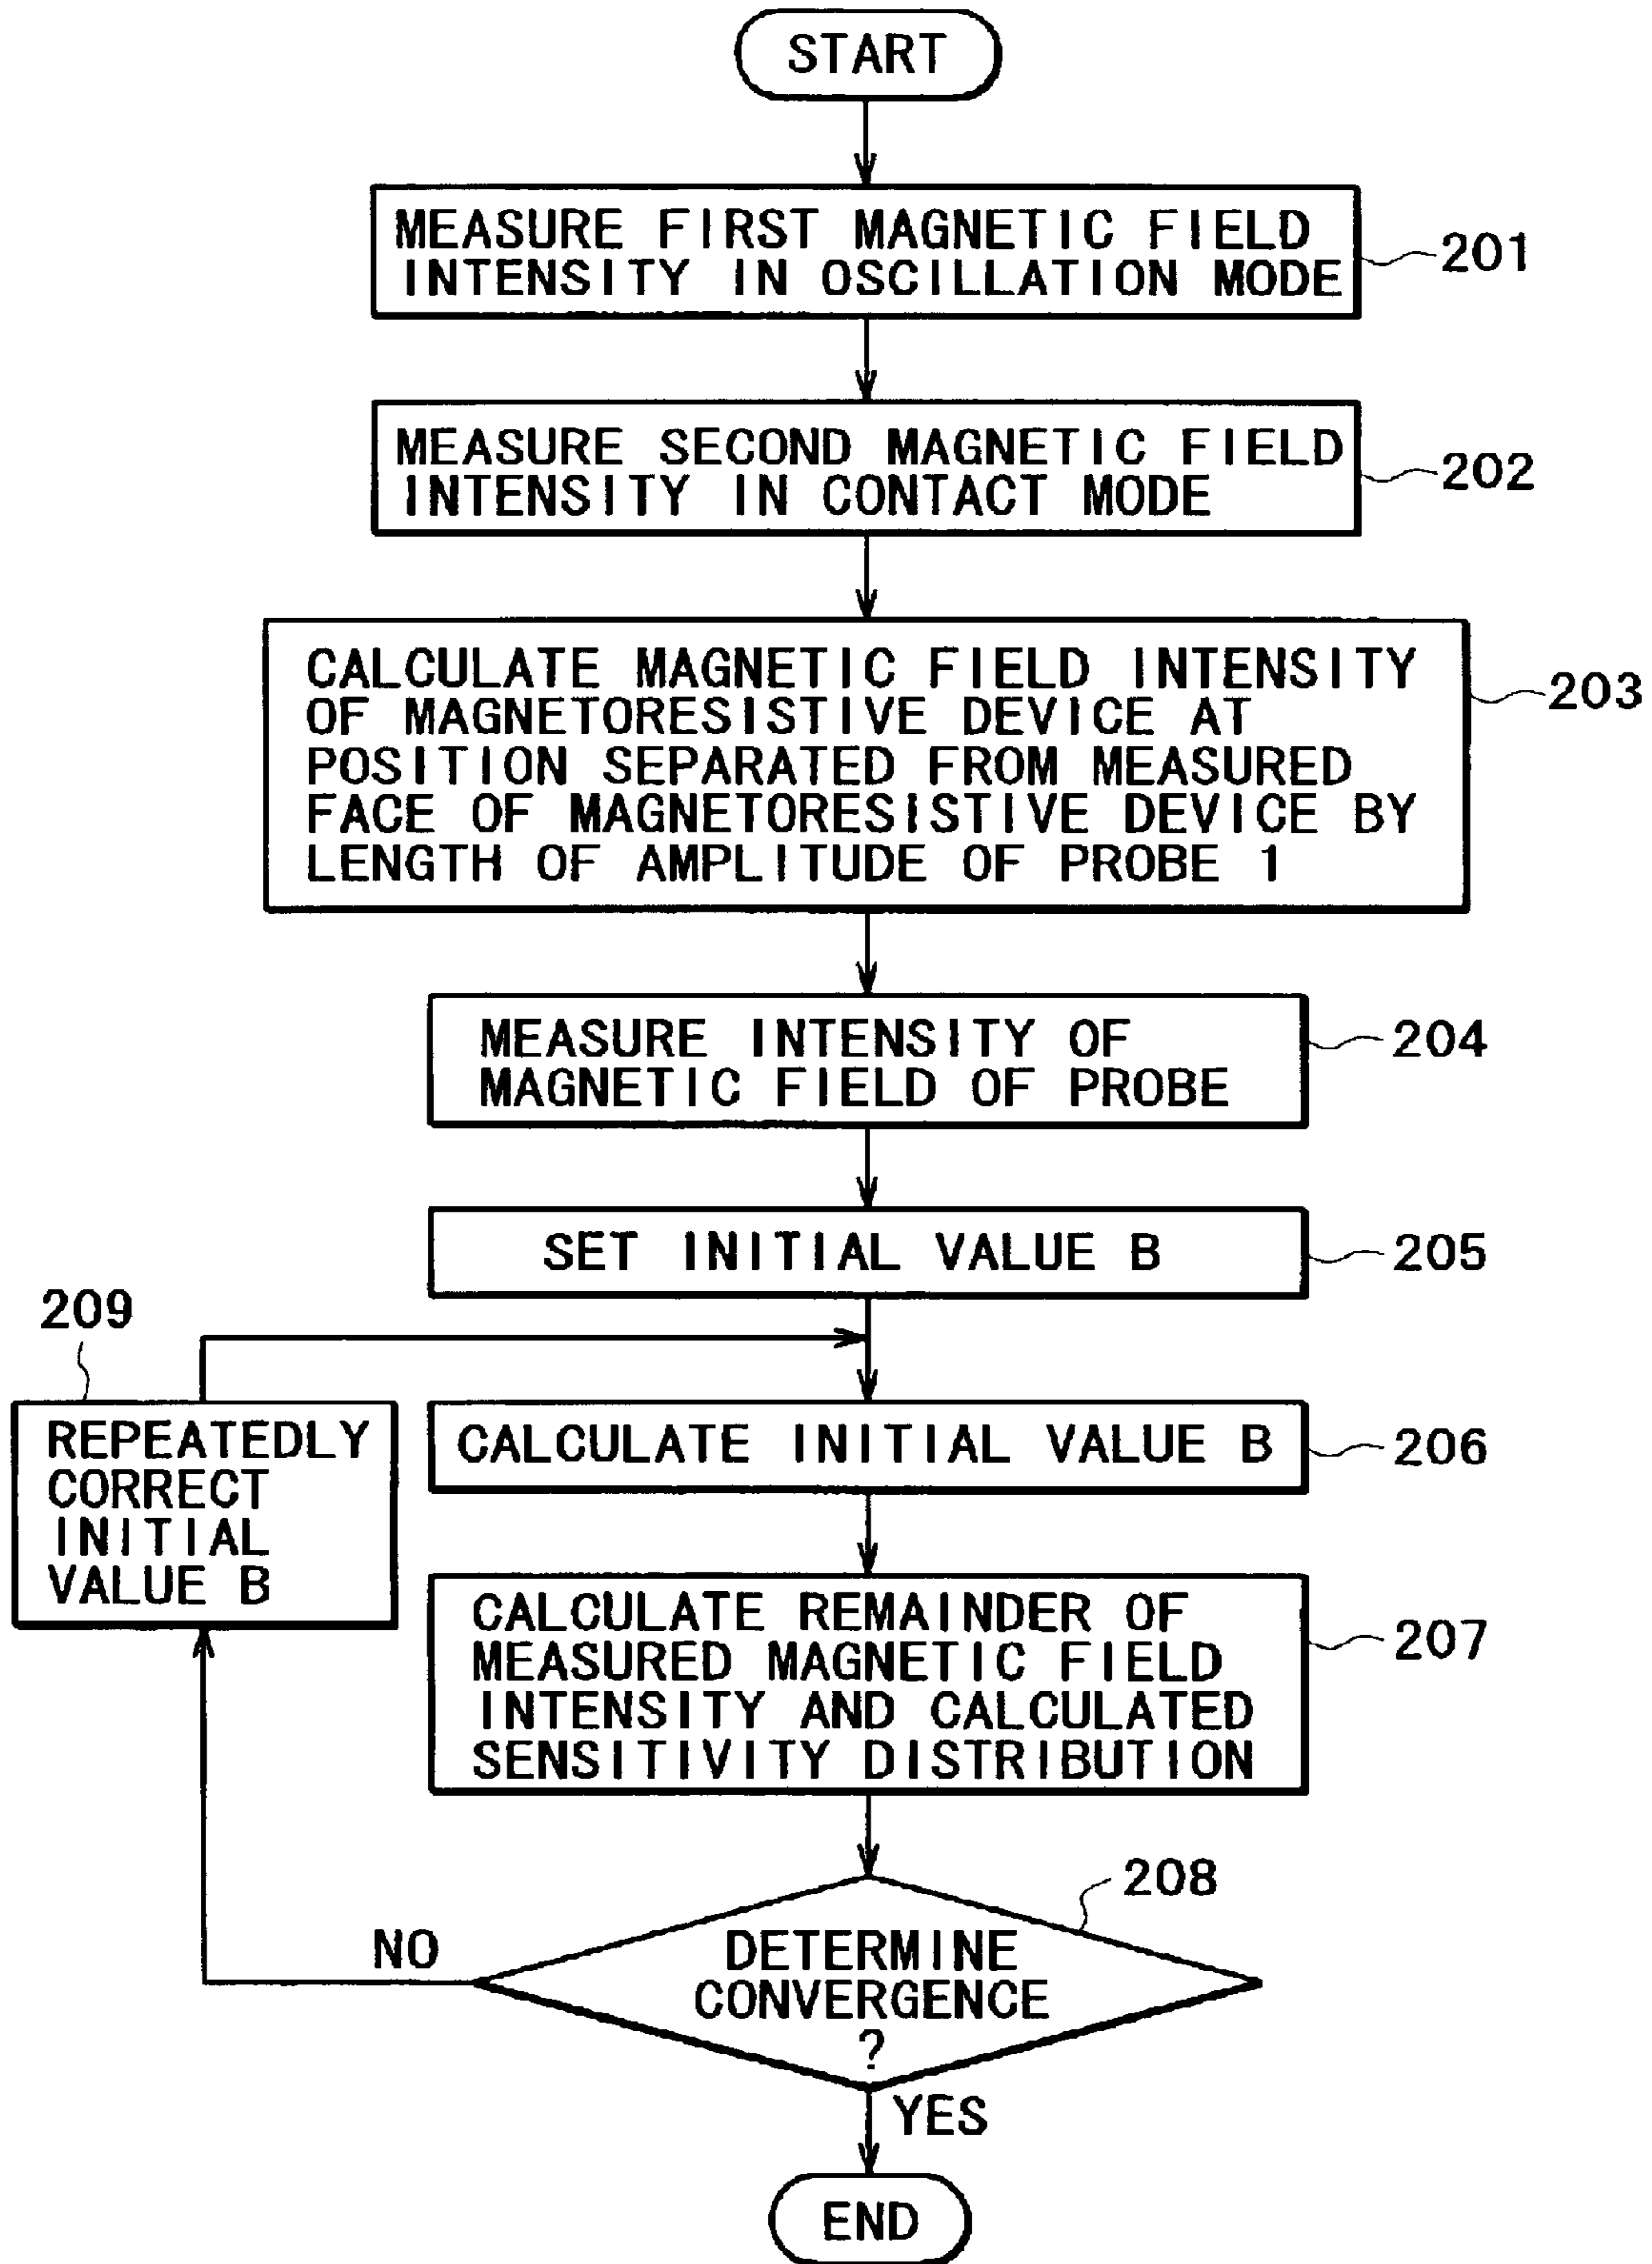 START
MEASURE FIRST MAGNETIC FIELD
INTENSITY IN OSCILLATION MODE
201
MEASURE SECOND MAGNETIC FIELD
INTENSITY IN CONTACT MODE
202
CALCULATE MAGNETIC FIELD INTENSITY
OF MAGNETORESISTIVE DEVICE AT
POSITION SEPARATED FROM MEASURED
FACE OF MAGNETORESISTIVE DEVICE BY
LENGTH OF AMPLITUDE OF PROBE 1
203
MEASURE INTENSITY OF
MAGNETIC FIELD OF PROBE
204
SET INITIAL VALUE B
205
209
REPEATEDLY
CORRECT
INITIAL
VALUE B
CALCULATE INITIAL VALUE B
206
CALCULATE REMAINDER OF
MEASURED MAGNETIC FIELD
INTENSITY AND CALCULATED
SENSITIVITY DISTRIBUTION
207
208
DETERMINE
CONVERGENCE
?
NO
YES
END